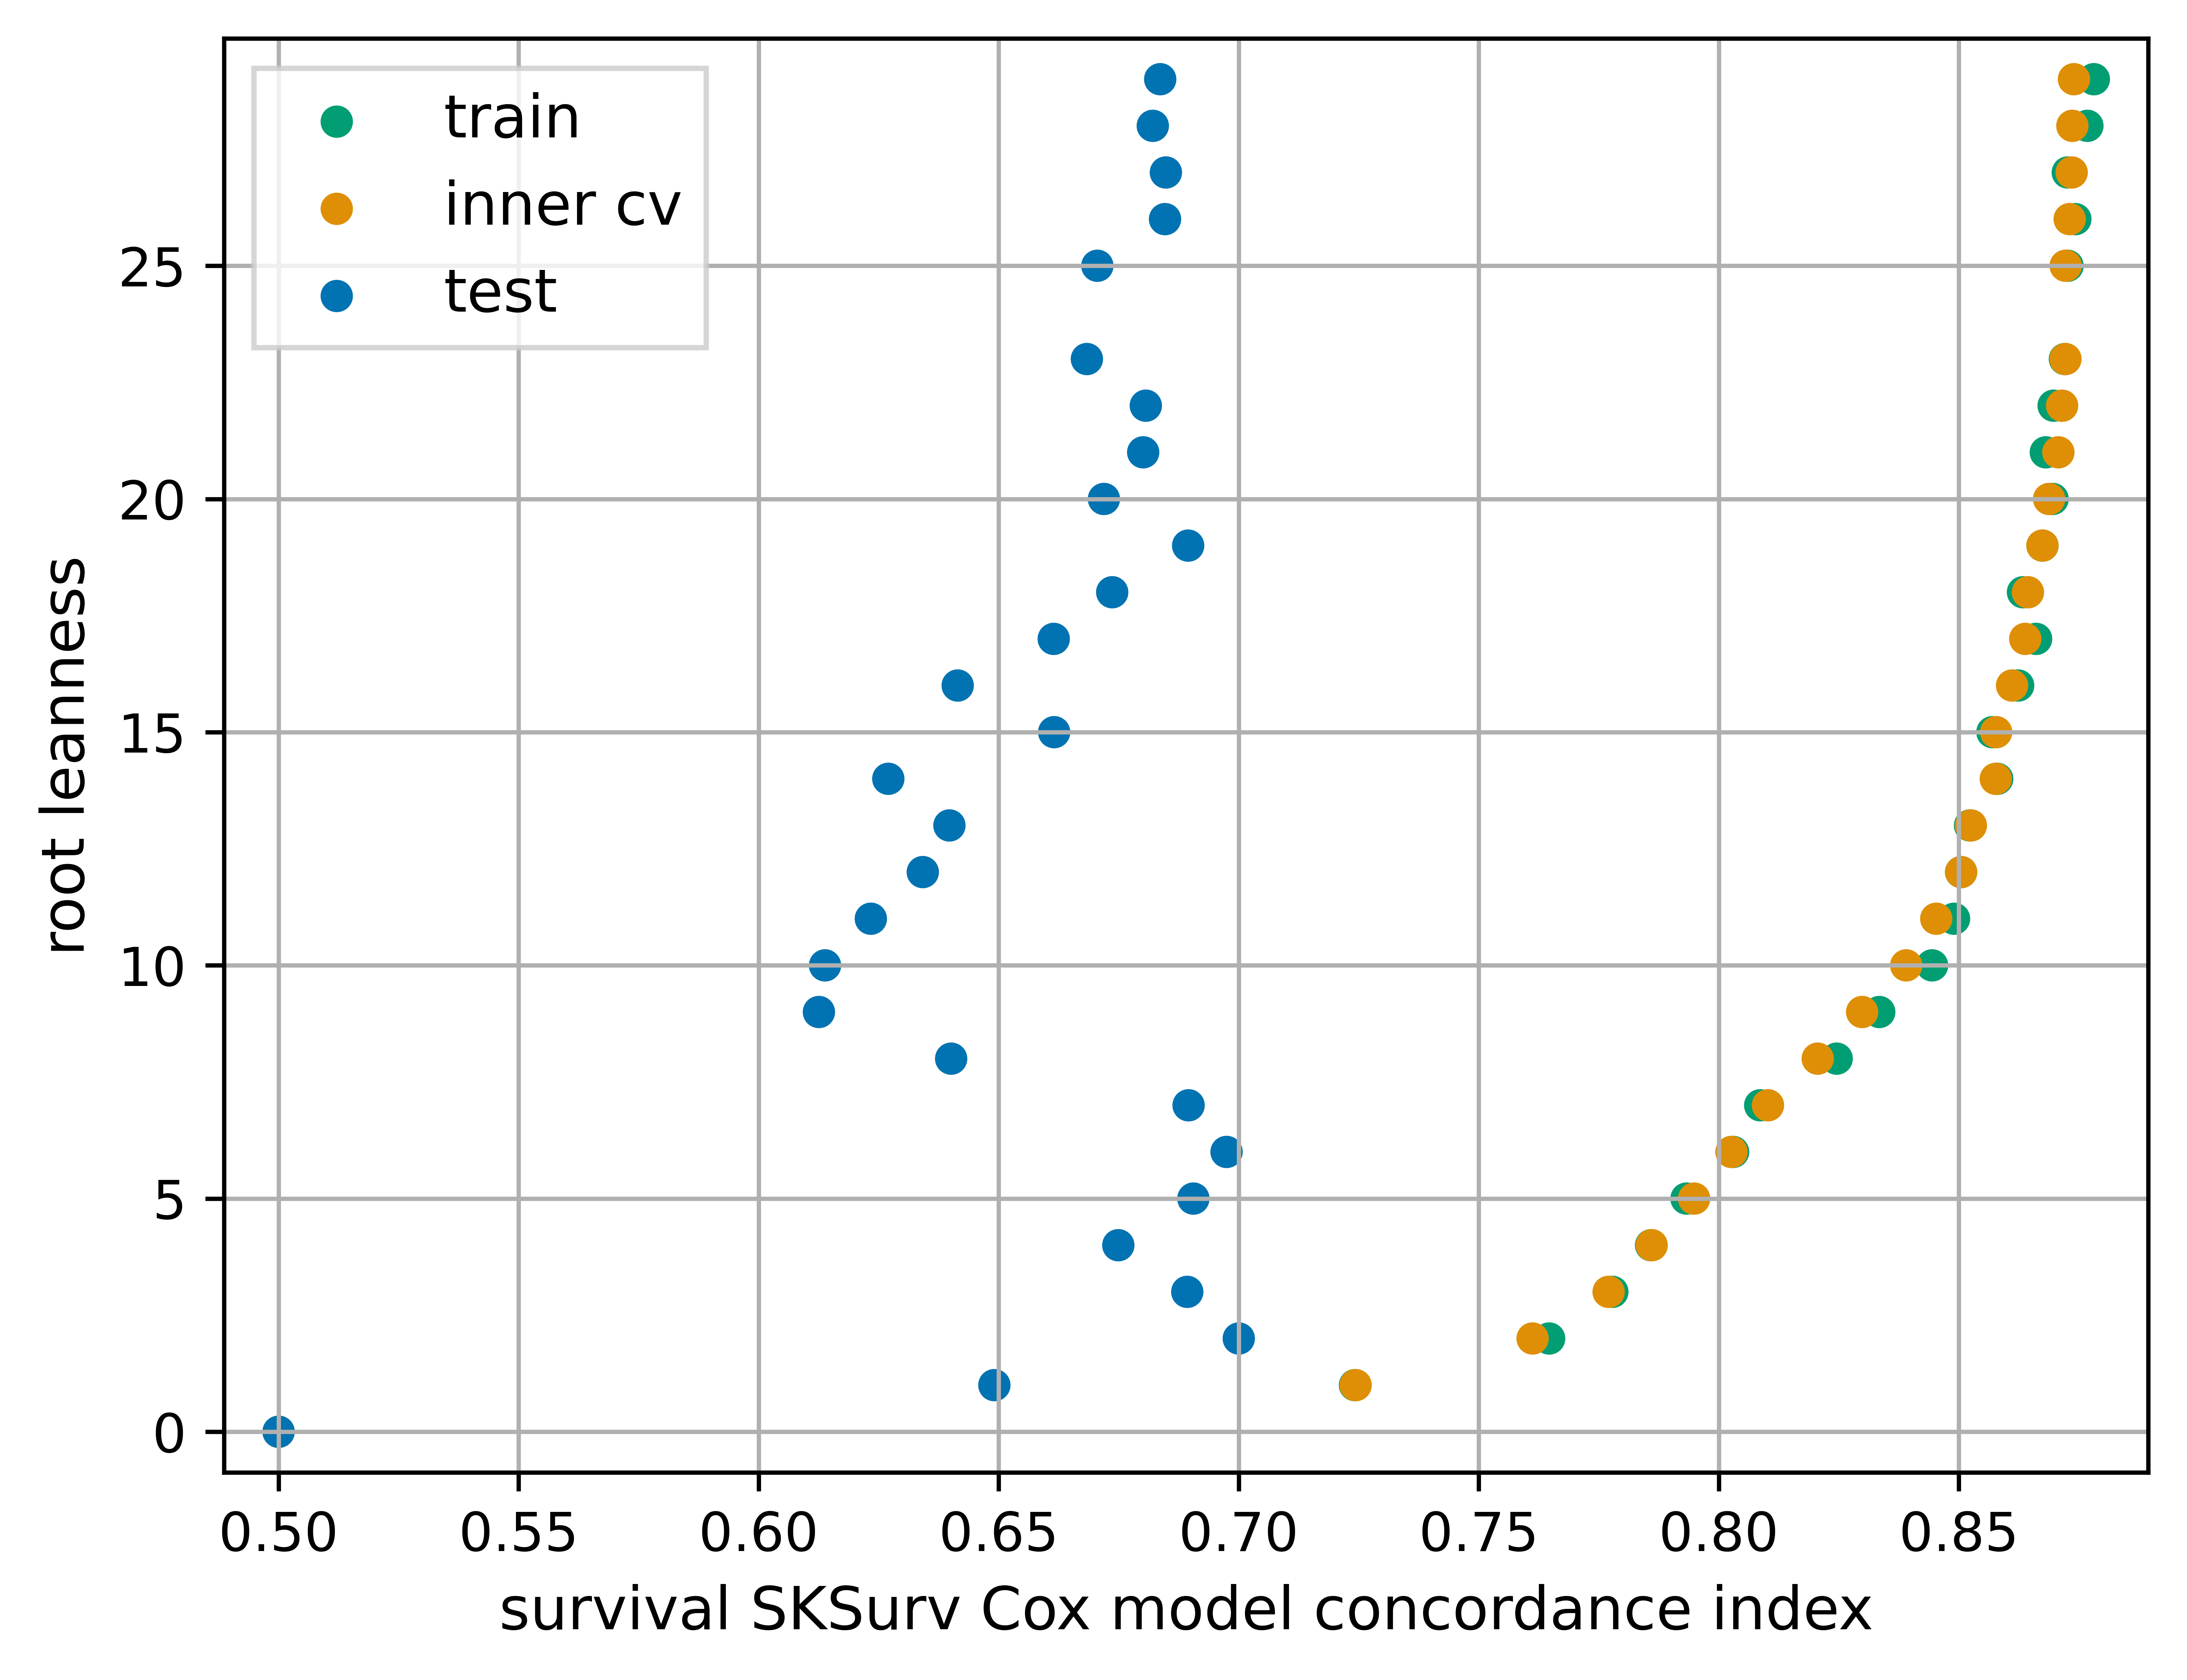 train
inner cv
test
25
20
15
10
5
0
root leanness
0.50 0.55 0.60 0.65 0.70 0.75 0.80 0.85
survival SKSurv Cox model concordance index